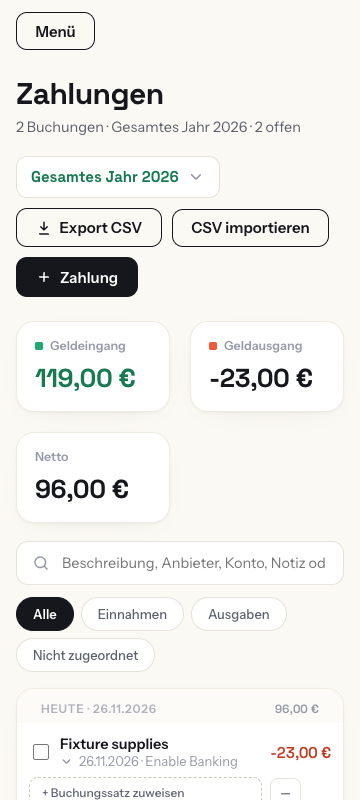 Menü
Zahlungen
2 Buchungen · Gesamtes Jahr 2026 · 2 offen
Gesamtes Jahr 2026
Export CSV
CSV importieren
+ Zahlung
Geldeingang
119,00 €
Geldausgang
-23,00 €
Netto
96,00 €
Beschreibung, Anbieter, Konto, Notiz od
Alle
Einnahmen
Ausgaben
Nicht zugeordnet
HEUTE · 26.11.2026
96,00 €
Fixture supplies
-23,00 €
26.11.2026 · Enable Banking
+ Buchungssatz zuweisen